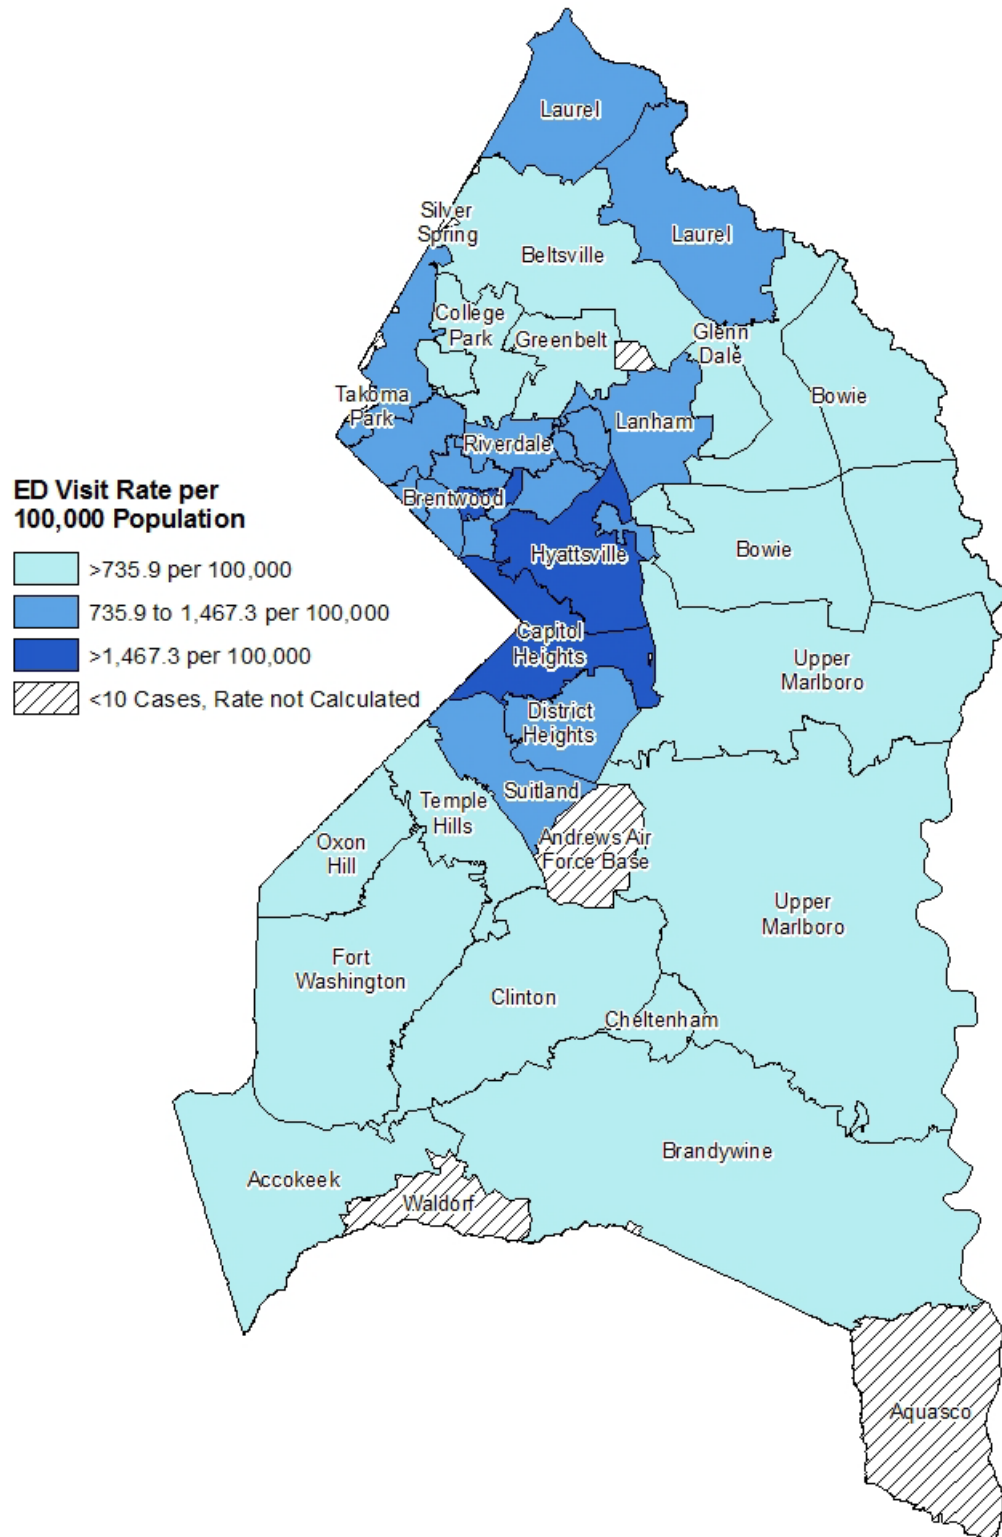 Laurel
Silver
Spring
Laurel
Beltsville
College
Park
Greenbelt
Glenn
Dale
Takoma
Park
Bowie
Lanham
Riverdale
ED Visit Rate per
100,000 Population
>735.9 per 100,000
735.9 to 1,467.3 per 100,000
>1,467.3 per 100,000
<10 Cases, Rate not Calculated
Brentwood
Hyattsville
Bowie
Capitol
Heights
Upper
Marlboro
District
Heights
Suitland
Temple
Hills
Oxon
Hill
Andrews Air
Force Base
Upper
Marlboro
Fort
Washington
Clinton
Cheltenham
Brandywine
Accokeek
Waldorf
Aquasco